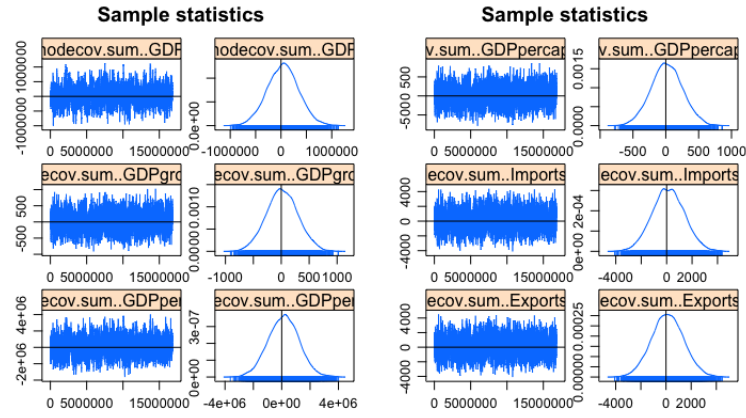 Sample statistics
Sample statistics
nodecov.sum..GDP
nodecov.sum..GDP
v.sum..GDPpercap
v.sum..GDPpercap
-1000000 1000000
0.0e+00
-500 500
0.0000 0.0015
0 5000000 15000000
-1000000 0 1000000
0 5000000 15000000
-500 0 500 1000
ecov.sum..GDPgro
ecov.sum..GDPgro
ecov.sum..Imports
ecov.sum..Imports
-500 0 500
0.0000 0.0010
-4000 0 2000 4000
0e+00 2e-04
0 5000000 15000000
-1000 0 500 1000
0 5000000 15000000
-4000 0 2000
ecov.sum..GDPper
ecov.sum..GDPper
ecov.sum..Exports
ecov.sum..Exports
-2e+06 4e+06
0e+00 3e-07
-4000 0 2000 4000
0.00000 0.00025
0 5000000 15000000
-4e+06 0e+00 4e+06
0 5000000 15000000
-4000 0 2000